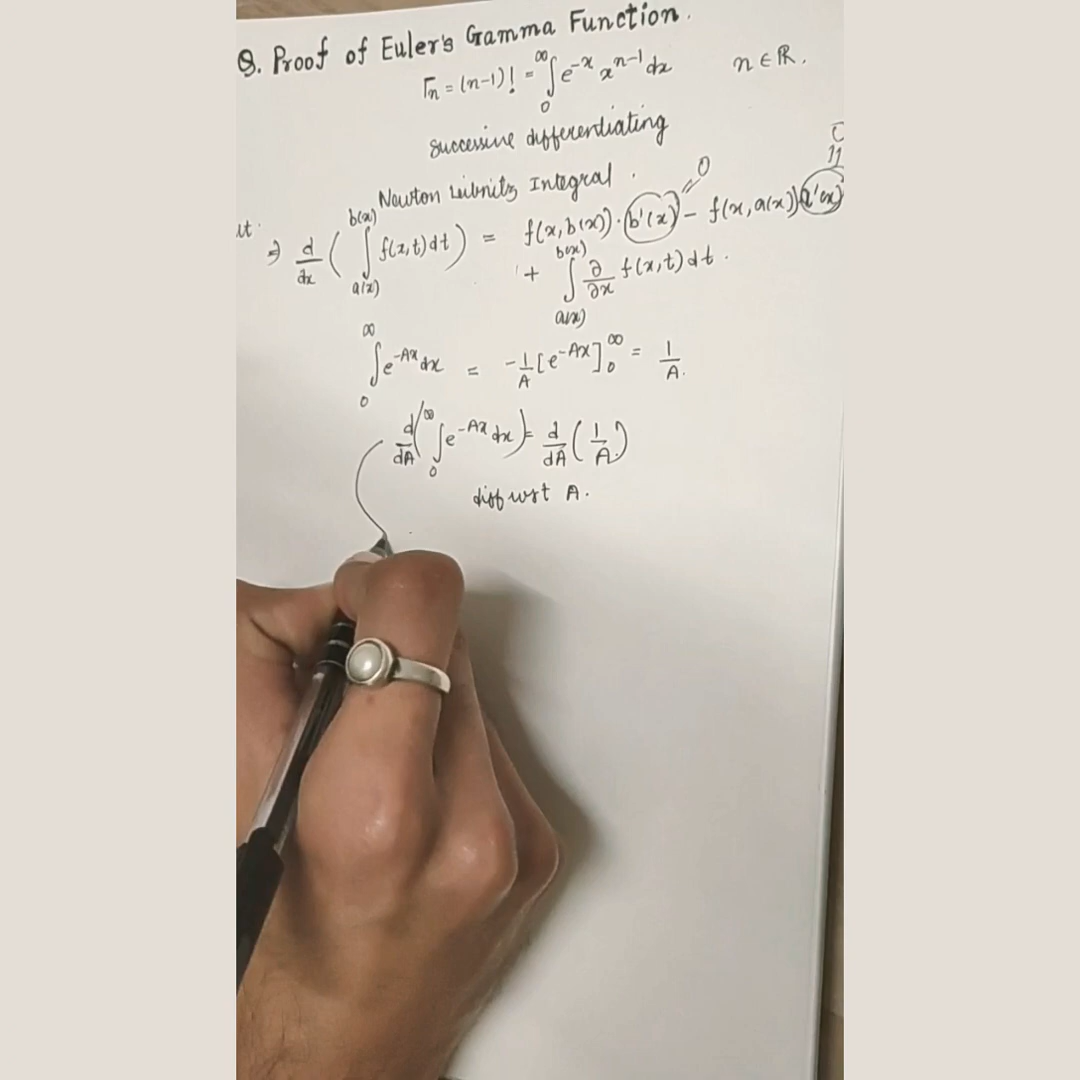 Q. Proof of Euler's Gamma Function.
Γn = (n-1)! = ∫₀^∞ e^{-x} x^{n-1} dx n ∈ ℝ.
successive differentiating
Newton Leibnitz Integral.
⇒ d/dx ( ∫_{a(x)}^{b(x)} f(x,t) dt ) = f(x, b(x)) · b'(x) - f(x, a(x)) a'(x)
0
+ ∫_{a(x)}^{b(x)} ∂/∂x f(x,t) dt.
∫₀^∞ e^{-Ax} dx = -1/A [e^{-Ax}]₀^∞ = 1/A.
d/dA ( ∫₀^∞ e^{-Ax} dx ) = d/dA ( 1/A )
diff wrt A.